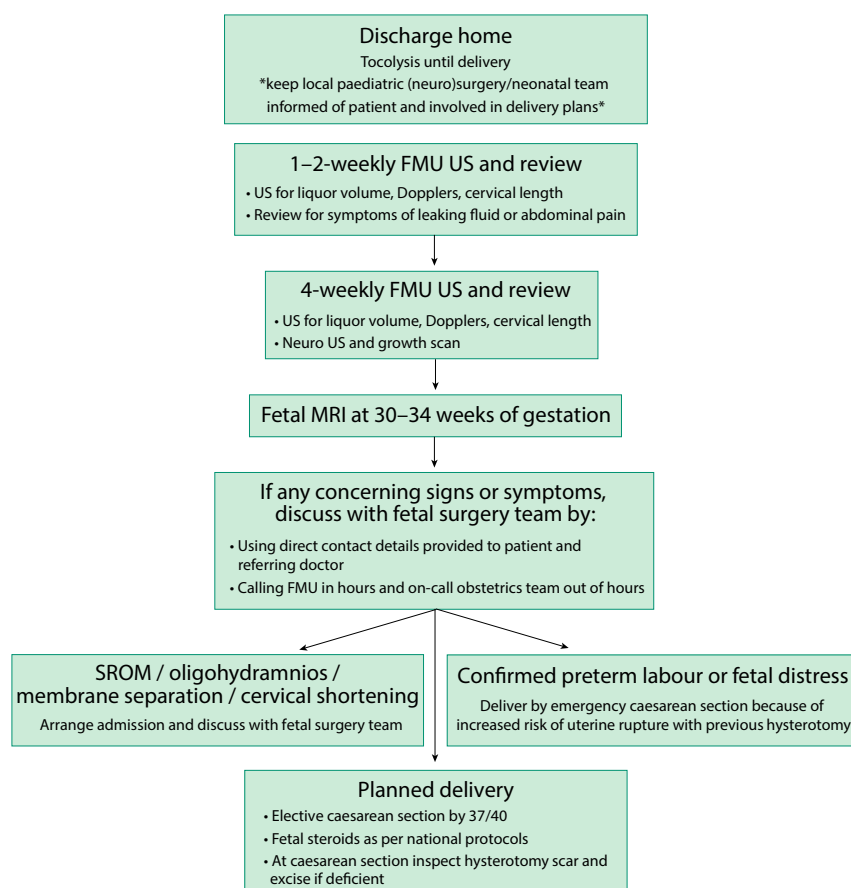 Discharge home
Tocolysis until delivery
*keep local paediatric (neuro)surgery/neonatal team
informed of patient and involved in delivery plans*
1–2-weekly FMU US and review
• US for liquor volume, Dopplers, cervical length
• Review for symptoms of leaking fluid or abdominal pain
4-weekly FMU US and review
• US for liquor volume, Dopplers, cervical length
• Neuro US and growth scan
Fetal MRI at 30–34 weeks of gestation
If any concerning signs or symptoms,
discuss with fetal surgery team by:
• Using direct contact details provided to patient and
referring doctor
• Calling FMU in hours and on-call obstetrics team out of hours
SROM / oligohydramnios /
membrane separation / cervical shortening
Arrange admission and discuss with fetal surgery team
Confirmed preterm labour or fetal distress
Deliver by emergency caesarean section because of
increased risk of uterine rupture with previous hysterotomy
Planned delivery
• Elective caesarean section by 37/40
• Fetal steroids as per national protocols
• At caesarean section inspect hysterotomy scar and
excise if deficient